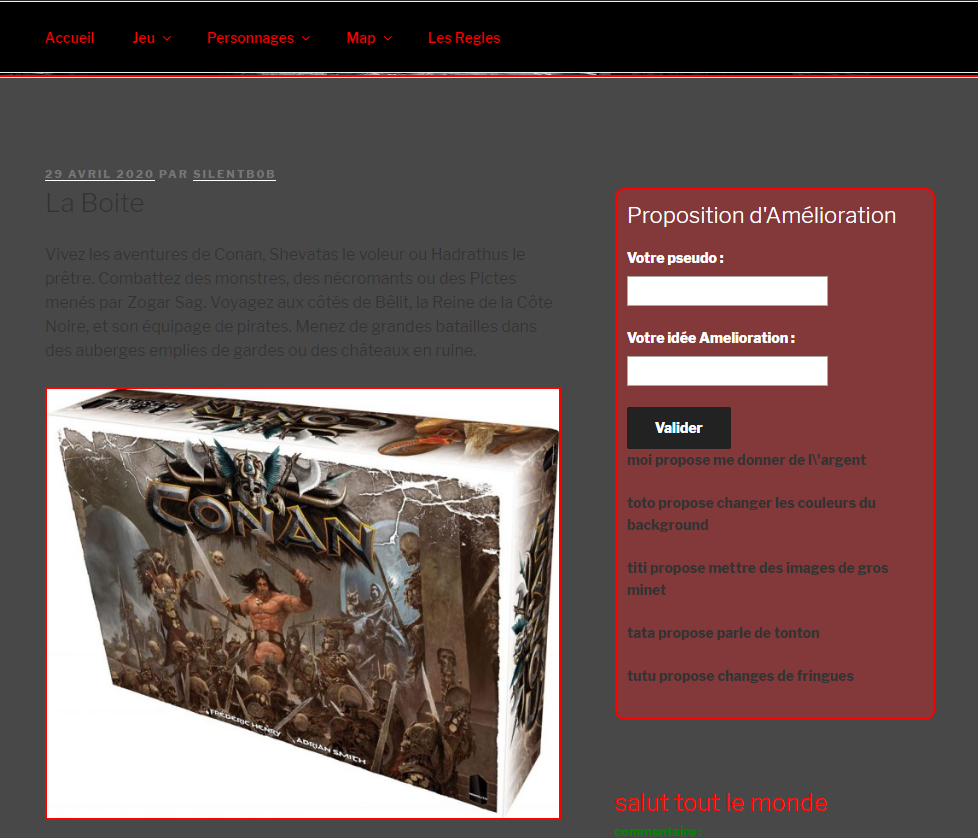 Accueil Jeu Personnages Map Les Regles
29 AVRIL 2020 PAR SILENTB0B
La Boite
Vivez les aventures de Conan, Shevatas le voleur ou Hadrathus le
prêtre. Combattez des monstres, des nécromants ou des Pictes
menés par Zogar Sag. Voyagez aux côtés de Bêlit, la Reine de la Côte
Noire, et son équipage de pirates. Menez de grandes batailles dans
des auberges emplies de gardes ou des châteaux en ruine.
CONAN
CONAN
FRÉDÉRIC HENRY
ADRIAN SMITH
Proposition d'Amélioration
Votre pseudo :
Votre idée Amelioration :
Valider
moi propose me donner de l\'argent
toto propose changer les couleurs du
background
titi propose mettre des images de gros
minet
tata propose parle de tonton
tutu propose changes de fringues
salut tout le monde
commentaire: